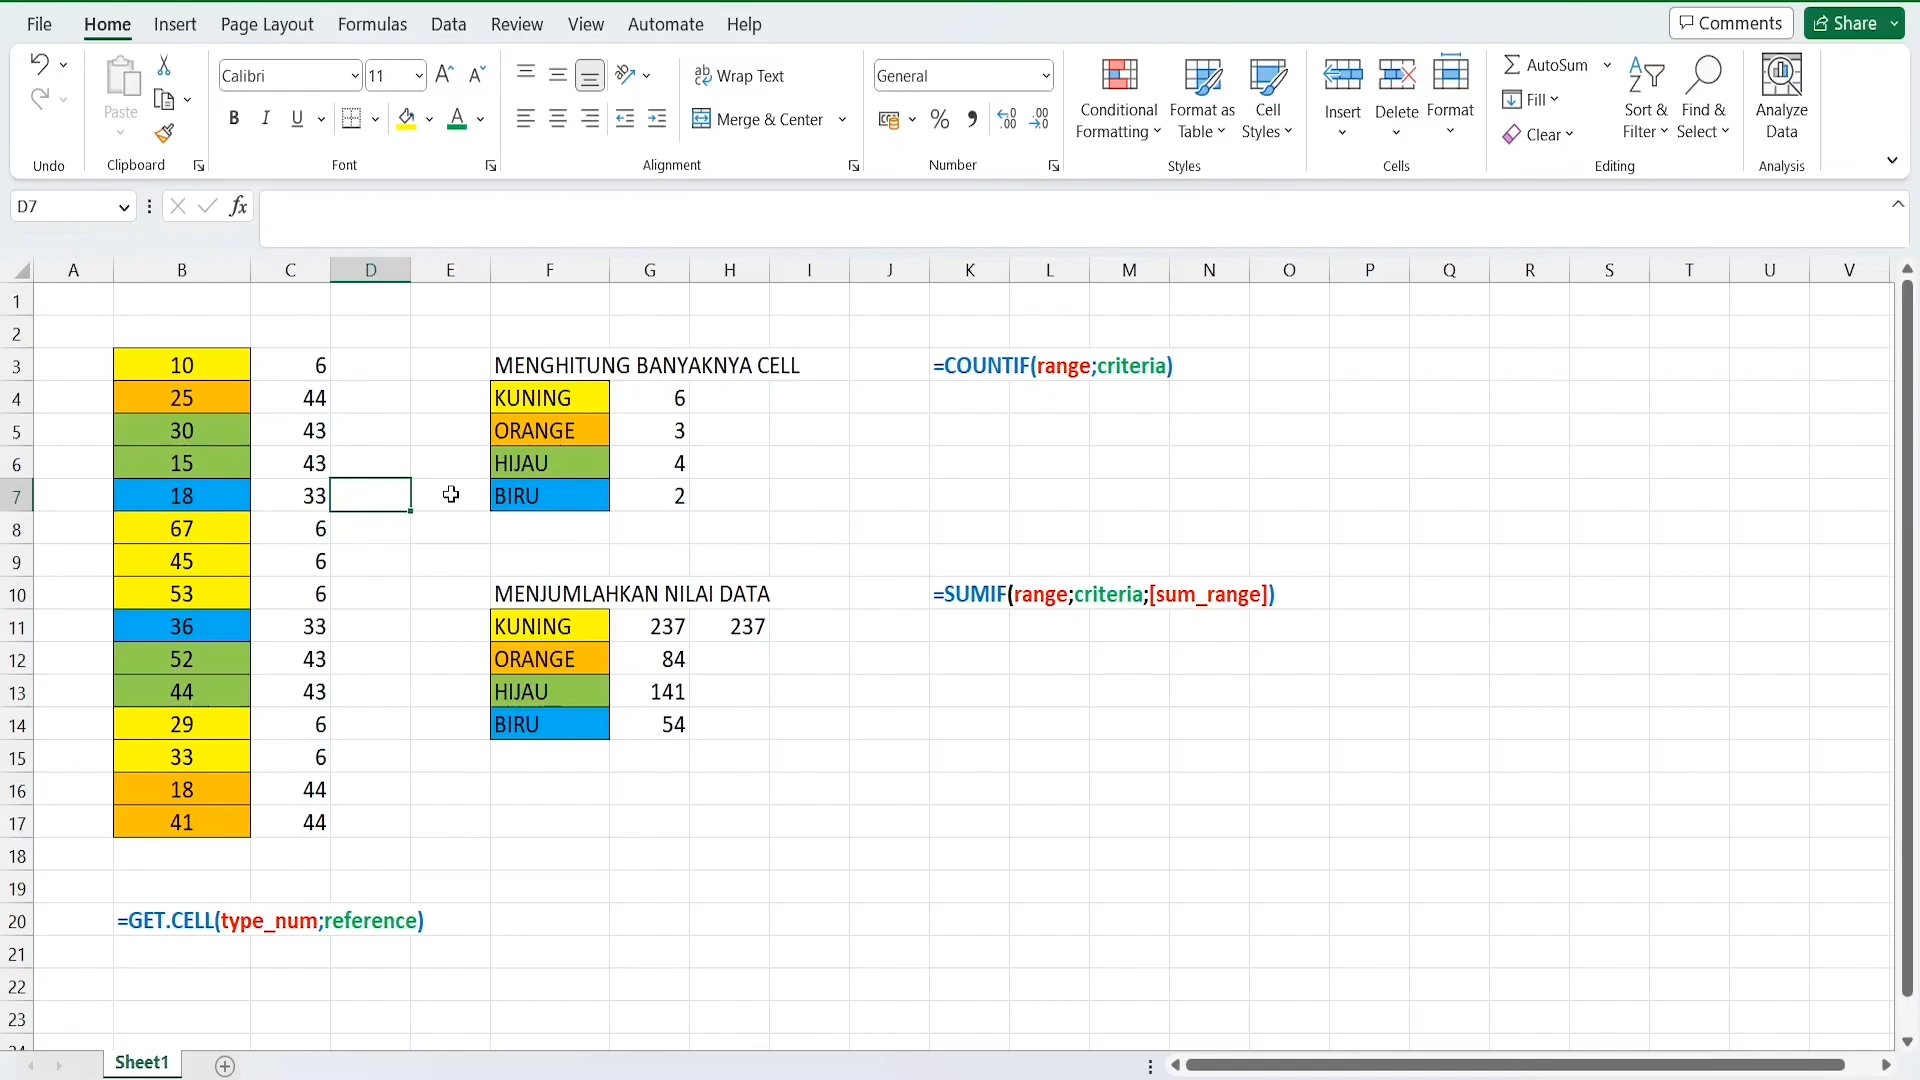 File Home Insert Page Layout Formulas Data Review View Automate Help Comments Share
Calibri 11 Wrap Text General AutoSum
Paste Conditional Format as Cell Insert Delete Format Fill Sort & Find & Analyze
B I U Merge & Center % Formatting Table Styles Clear Filter Select Data
Undo Clipboard Font Alignment Number Styles Cells Editing Analysis
D7 fx
A B C D E F G H I J K L M N O P Q R S T U V
1
2
3 10 6 MENGHITUNG BANYAKNYA CELL =COUNTIF(range;criteria)
4 25 44 KUNING 6
5 30 43 ORANGE 3
6 15 43 HIJAU 4
7 18 33 BIRU 2
8 67 6
9 45 6
10 53 6 MENJUMLAHKAN NILAI DATA =SUMIF(range;criteria;[sum_range])
11 36 33 KUNING 237 237
12 52 43 ORANGE 84
13 44 43 HIJAU 141
14 29 6 BIRU 54
15 33 6
16 18 44
17 41 44
18
19
20 =GET.CELL(type_num;reference)
21
22
23
Sheet1